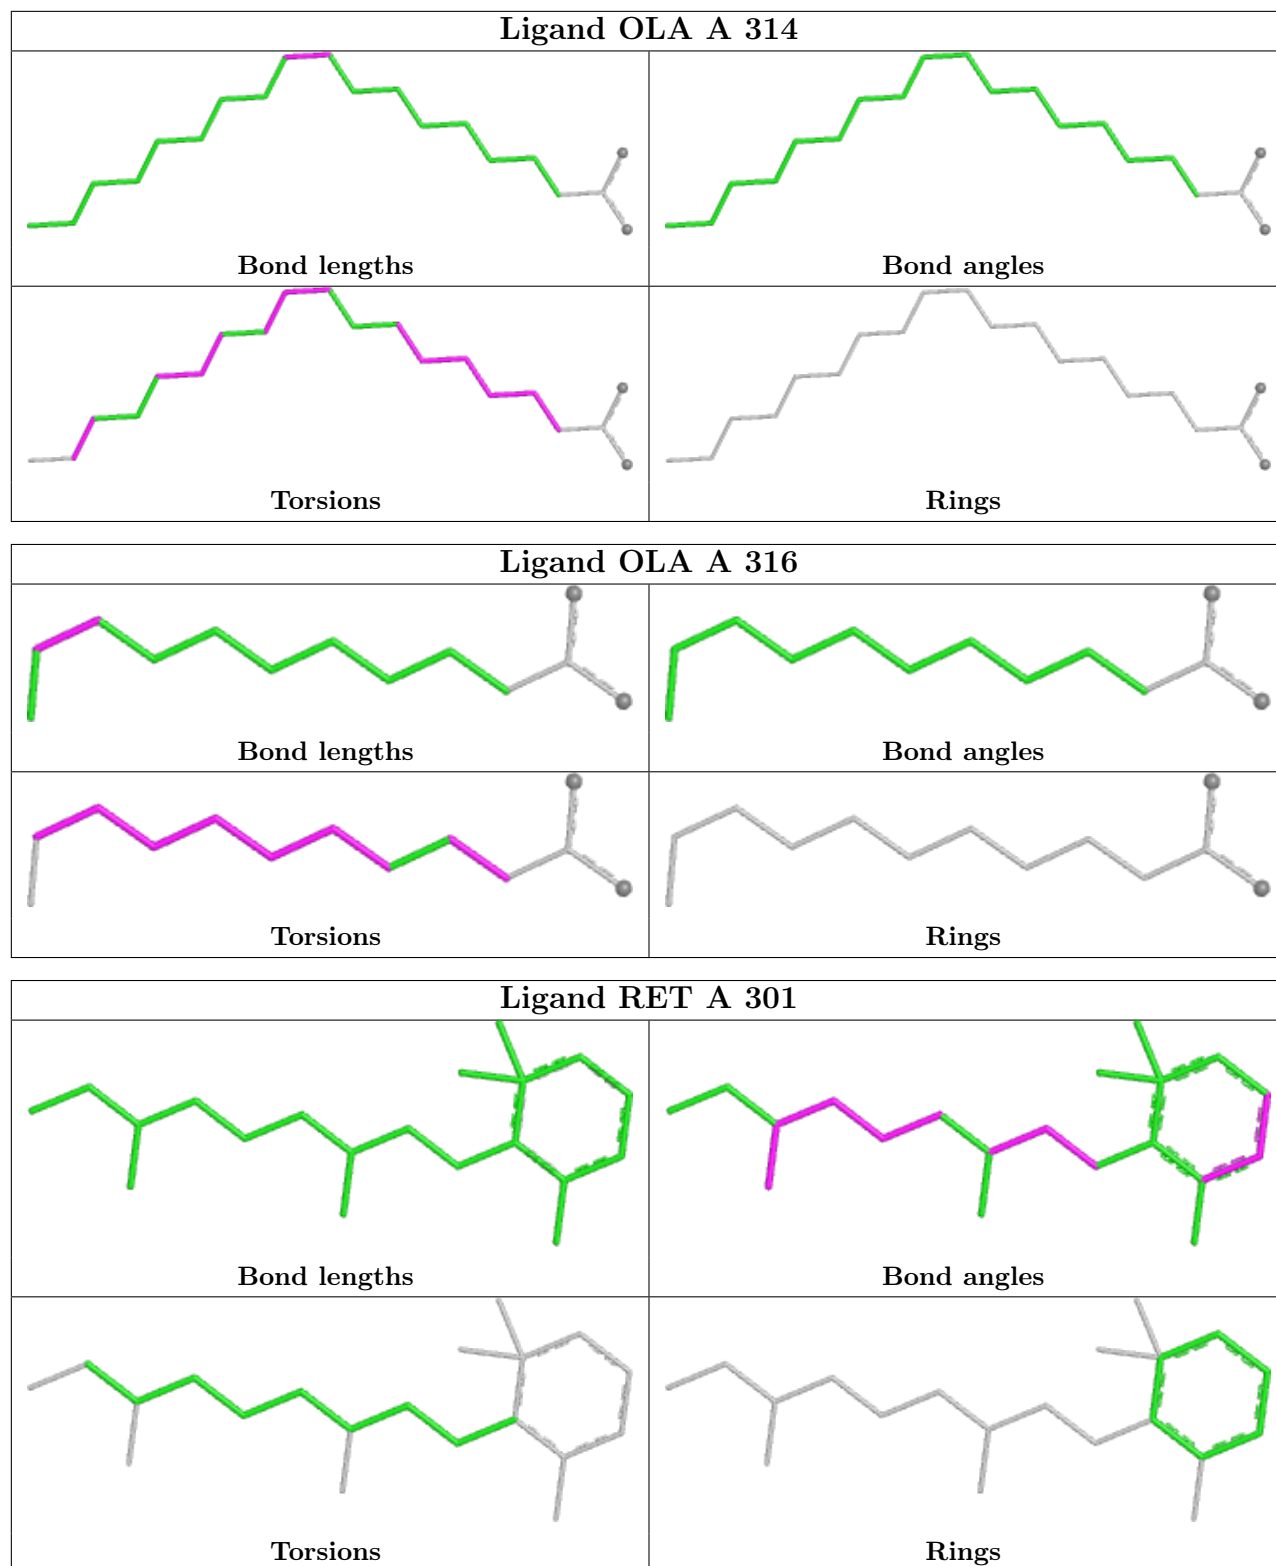 Ligand OLA A 314
Bond lengths
Bond angles
Torsions
Rings
Ligand OLA A 316
Bond lengths
Bond angles
Torsions
Rings
Ligand RET A 301
Bond lengths
Bond angles
Torsions
Rings